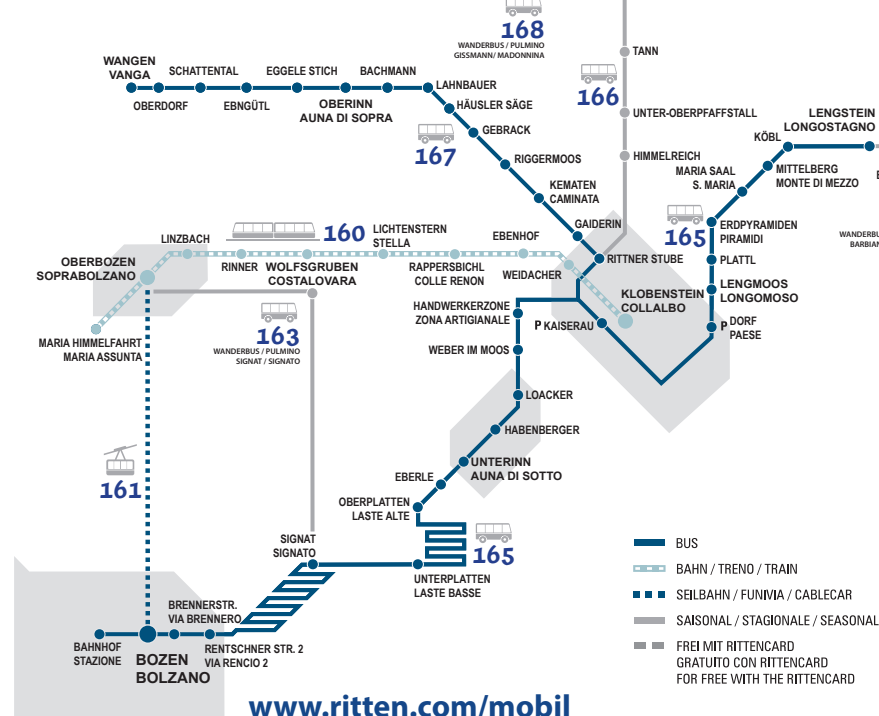 168
WANDERBUS / PULMINO
GISSMANN/ MADONNINA
TANN
WANGEN
VANGA
SCHATTENTAL
EGGELE STICH
BACHMANN
166
LAHNBAUER
OBERDORF
EBNGÜTL
OBERINN
AUNA DI SOPRA
HÄUSLER SÄGE
UNTER-OBERPFAFFSTALL
LENGSTEIN
LONGOSTAGNO
167
GEBRACK
KÖBL
HIMMELREICH
RIGGERMOOS
MARIA SAAL
S. MARIA
MITTELBERG
MONTE DI MEZZO
KEMATEN
CAMINATA
165
ERDPYRAMIDEN
PIRAMIDI
GAIDERIN
LINZBACH
160
LICHTENSTERN
STELLA
EBENHOF
RITTNER STUBE
PLATTL
OBERBOZEN
SOPRABOLZANO
RINNER
WOLFSGRUBEN
COSTALOVARA
RAPPERSBICHL
COLLE RENON
WEIDACHER
KLOBENSTEIN
COLLALBO
LENGMOOS
LONGOMOSO
HANDWERKERZONE
ZONA ARTIGIANALE
P KAISERAU
P DORF
PAESE
163
WANDERBUS / PULMINO
SIGNAT / SIGNATO
MARIA HIMMELFAHRT
MARIA ASSUNTA
WEBER IM MOOS
LOACKER
HABENBERGER
UNTERINN
AUNA DI SOTTO
161
EBERLE
OBERPLATTEN
LASTE ALTE
SIGNAT
SIGNATO
165
UNTERPLATTEN
LASTE BASSE
BRENNERSTR.
VIA BRENNERO
BAHNHOF
STAZIONE
BOZEN
BOLZANO
RENTSCHNER STR. 2
VIA RENCIO 2
BUS
BAHN / TRENO / TRAIN
SEILBAHN / FUNIVIA / CABLECAR
SAISONAL / STAGIONALE / SEASONAL
FREI MIT RITTENCARD
GRATUITO CON RITTENCARD
FOR FREE WITH THE RITTENCARD
www.ritten.com/mobil